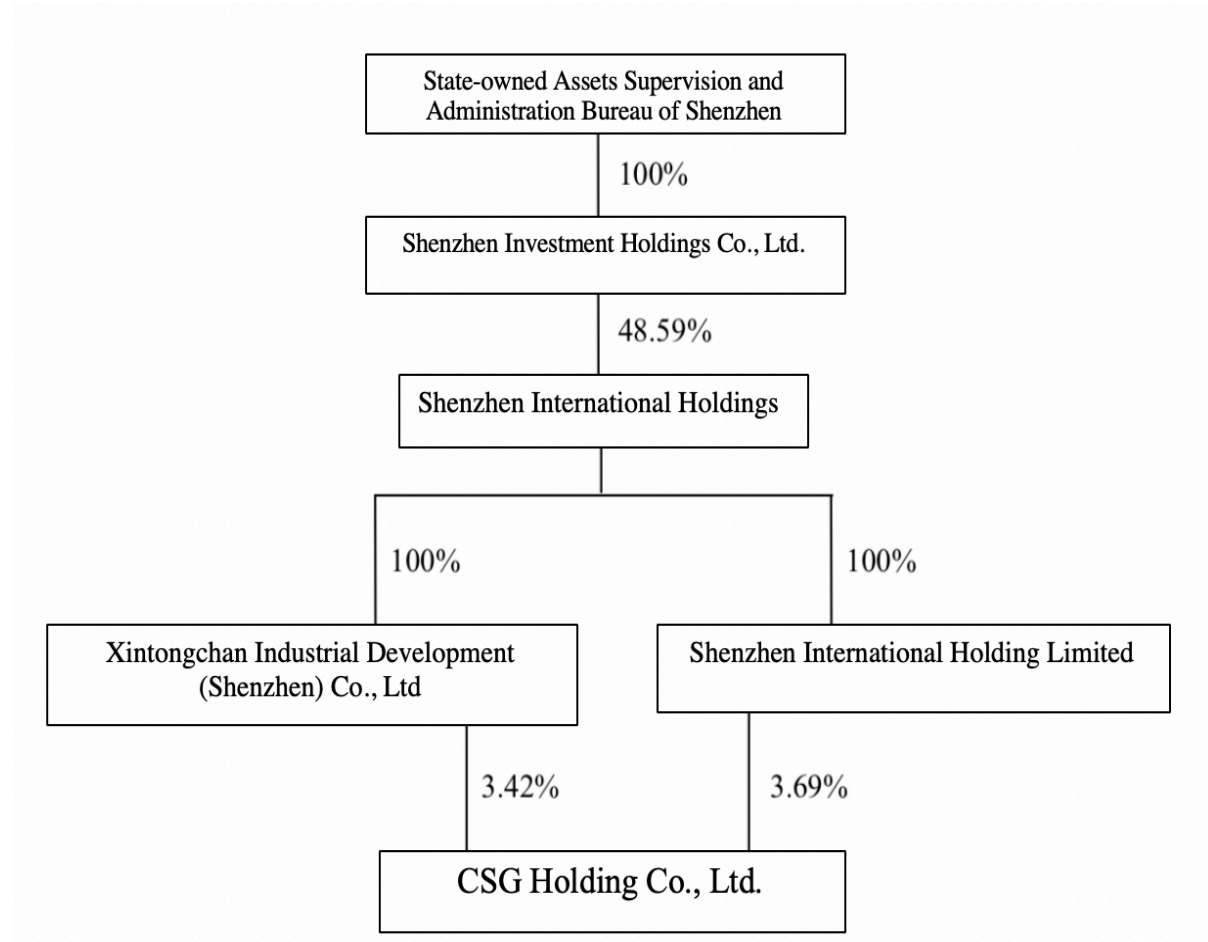 State-owned Assets Supervision and
Administration Bureau of Shenzhen
100%
Shenzhen Investment Holdings Co., Ltd.
48.59%
Shenzhen International Holdings
100%
100%
Xintongchan Industrial Development
(Shenzhen) Co., Ltd
Shenzhen International Holding Limited
3.42%
3.69%
CSG Holding Co., Ltd.